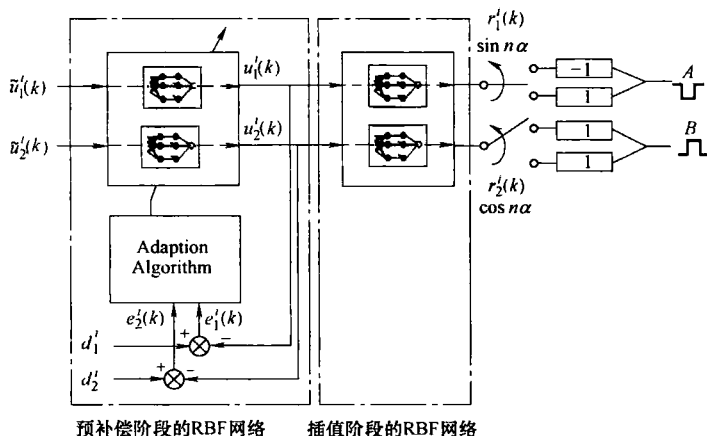 r₁ᴵ(k)
sin nα
ũ₁ᴵ(k)
u₁ᴵ(k)
-1
1
A
ũ₂ᴵ(k)
u₂ᴵ(k)
1
1
B
r₂ᴵ(k)
cos nα
Adaption
Algorithm
e₂ᴵ(k)
e₁ᴵ(k)
d₁ᴵ
+
−
d₂ᴵ
+
−
预补偿阶段的RBF网络
插值阶段的RBF网络